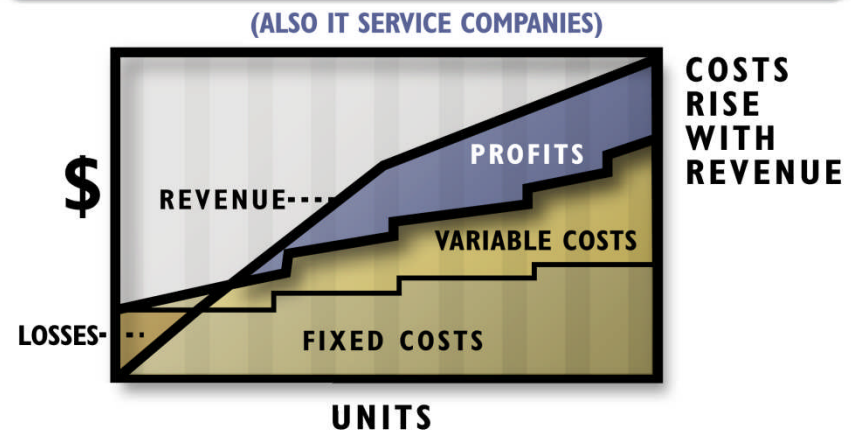 (ALSO IT SERVICE COMPANIES)
COSTS
RISE
WITH
REVENUE
$
PROFITS
REVENUE
VARIABLE COSTS
LOSSES
FIXED COSTS
UNITS